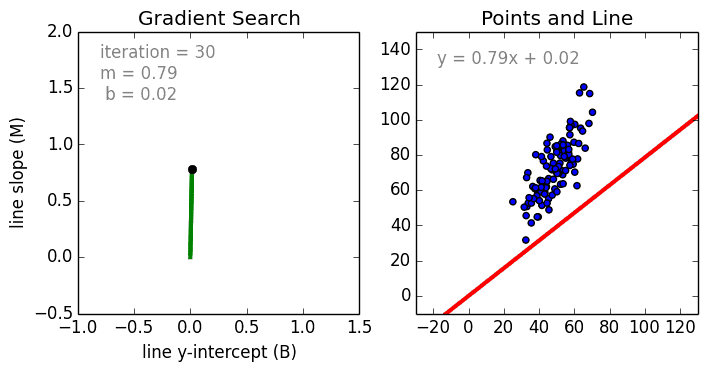 Gradient Search
iteration = 30
m = 0.79
b = 0.02
2.0
1.5
1.0
0.5
0.0
−0.5
line slope (M)
−1.0 −0.5 0.0 0.5 1.0 1.5
line y-intercept (B)
Points and Line
y = 0.79x + 0.02
140
120
100
80
60
40
20
0
−20 0 20 40 60 80 100 120